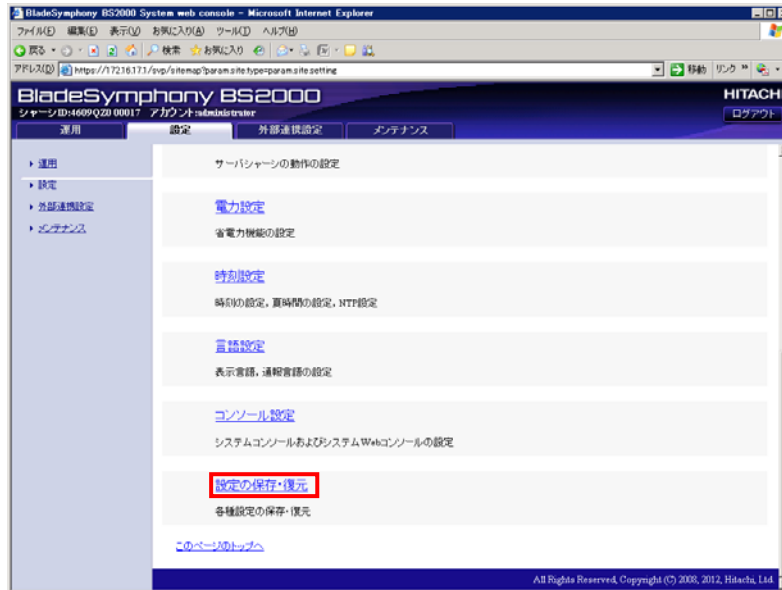 BladeSymphony BS2000 System web console - Microsoft Internet Explorer
ファイル(F) 編集(E) 表示(V) お気に入り(A) ツール(T) ヘルプ(H)
戻る 検索 お気に入り
アドレス(D) https://172.16.17.1/svp/sitemap?param.site.type=param.site.setting 移動 リンク »
BladeSymphony BS2000 HITACHI
シャーシID:4609QZ0 00017 アカウント:administrator ログアウト
運用 設定 外部連携設定 メンテナンス
運用
設定
外部連携設定
メンテナンス
サーバシャーシの動作の設定
電力設定
省電力機能の設定
時刻設定
時刻の設定, 夏時間の設定, NTP設定
言語設定
表示言語, 通報言語の設定
コンソール設定
システムコンソールおよびシステムWebコンソールの設定
設定の保存・復元
各種設定の保存・復元
このページのトップへ
All Rights Reserved, Copyright (C) 2008, 2012, Hitachi, Ltd.